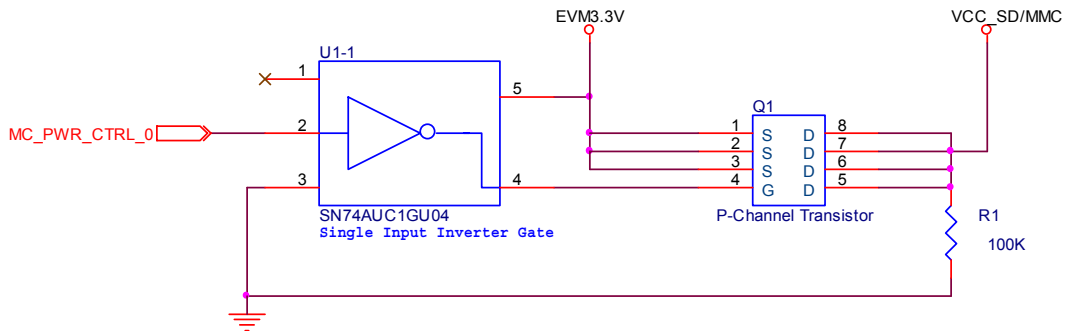 EVM3.3V
VCC_SD/MMC
U1-1
1
5
Q1
MC_PWR_CTRL_0
2
1 S D 8
2 S D 7
3 S D 6
3
4
4 G D 5
SN74AUC1GU04
Single Input Inverter Gate
P-Channel Transistor
R1
100K